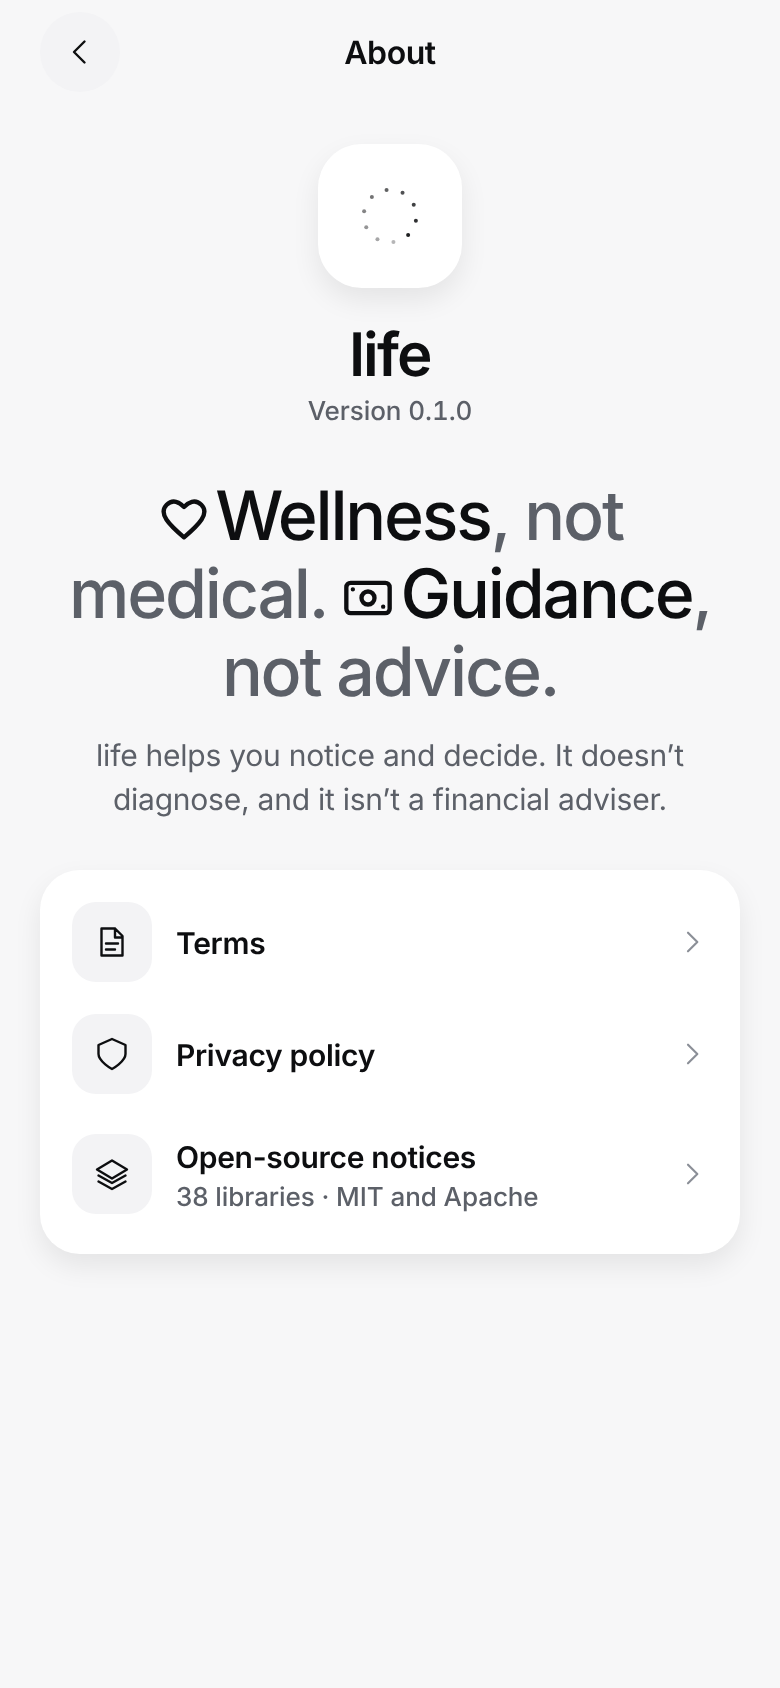 About
life
Version 0.1.0
Wellness, not
medical. Guidance,
not advice.
life helps you notice and decide. It doesn’t
diagnose, and it isn’t a financial adviser.
Terms
Privacy policy
Open-source notices
38 libraries · MIT and Apache